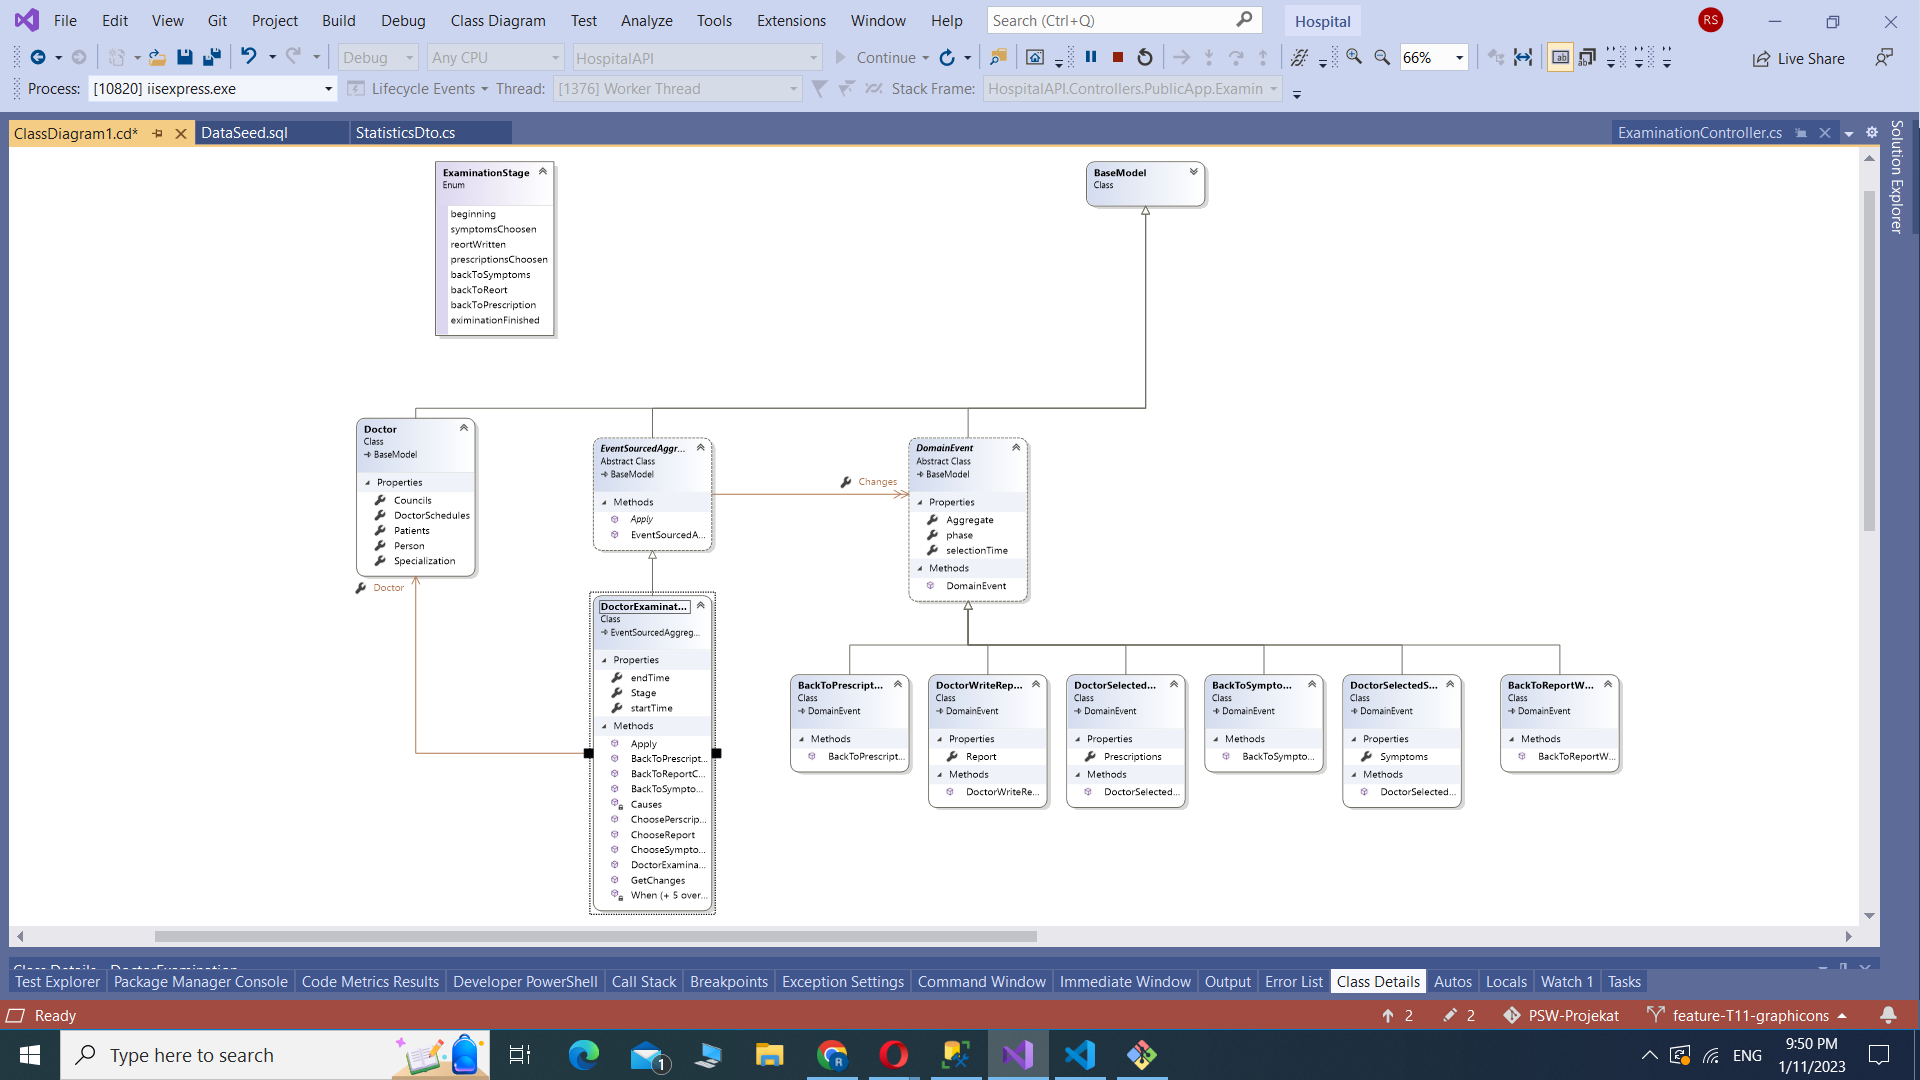 File Edit View Git Project Build Debug Class Diagram Test Analyze Tools Extensions Window Help Search (Ctrl+Q) Hospital RS
Debug Any CPU HospitalAPI Continue 66% Live Share
Process: [10820] iisexpress.exe Lifecycle Events Thread: [1376] Worker Thread Stack Frame: HospitalAPI.Controllers.PublicApp.Examin
ClassDiagram1.cd* DataSeed.sql StatisticsDto.cs ExaminationController.cs
Solution Explorer
ExaminationStage
Enum
beginning
symptomsChoosen
reortWritten
prescriptionsChoosen
backToSymptoms
backToReort
backToPrescription
eximinationFinished
BaseModel
Class
Doctor
Class
BaseModel
Properties
Councils
DoctorSchedules
Patients
Person
Specialization
Doctor
EventSourcedAggr...
Abstract Class
BaseModel
Methods
Apply
EventSourcedA...
Changes
DomainEvent
Abstract Class
BaseModel
Properties
Aggregate
phase
selectionTime
Methods
DomainEvent
DoctorExaminat...
Class
EventSourcedAggreg...
Properties
endTime
Stage
startTime
Methods
Apply
BackToPrescript...
BackToReportC...
BackToSympto...
Causes
ChoosePerscrip...
ChooseReport
ChooseSympto...
DoctorExamina...
GetChanges
When (+ 5 over...
BackToPrescript...
Class
DomainEvent
Methods
BackToPrescript...
DoctorWriteRep...
Class
DomainEvent
Properties
Report
Methods
DoctorWriteRe...
DoctorSelected...
Class
DomainEvent
Properties
Prescriptions
Methods
DoctorSelected...
BackToSympto...
Class
DomainEvent
Methods
BackToSympto...
DoctorSelectedS...
Class
DomainEvent
Properties
Symptoms
Methods
DoctorSelected...
BackToReportW...
Class
DomainEvent
Methods
BackToReportW...
Class Details - DoctorExamination
Test Explorer Package Manager Console Code Metrics Results Developer PowerShell Call Stack Breakpoints Exception Settings Command Window Immediate Window Output Error List Class Details Autos Locals Watch 1 Tasks
Ready 2 2 PSW-Projekat feature-T11-graphicons
Type here to search 1 ENG 9:50 PM
1/11/2023